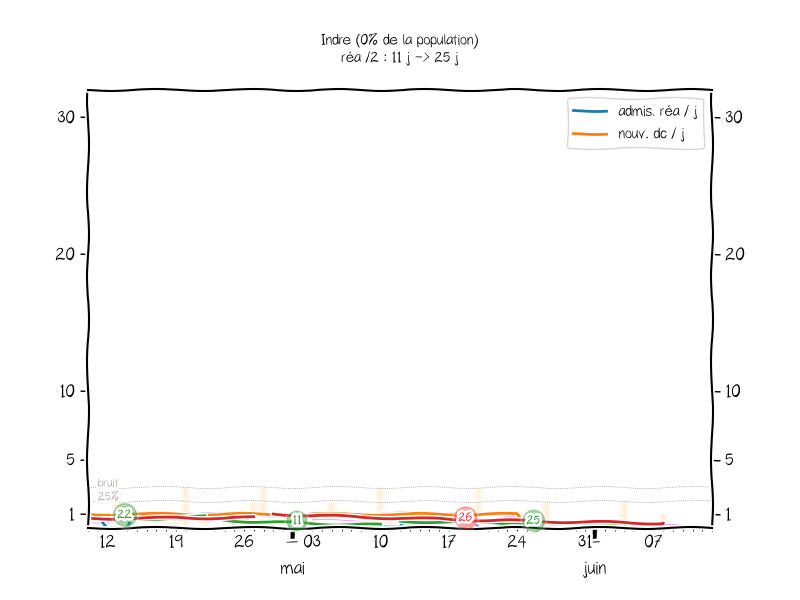 Indre (0% de la population)
réa /2 : 11 j -> 25 j
admis. réa / j
nouv. dc / j
30 30
20 20
10 10
5 5
bruit
25%
1 1
22 11 26 25
12 19 26 03 10 17 24 31 07
mai juin